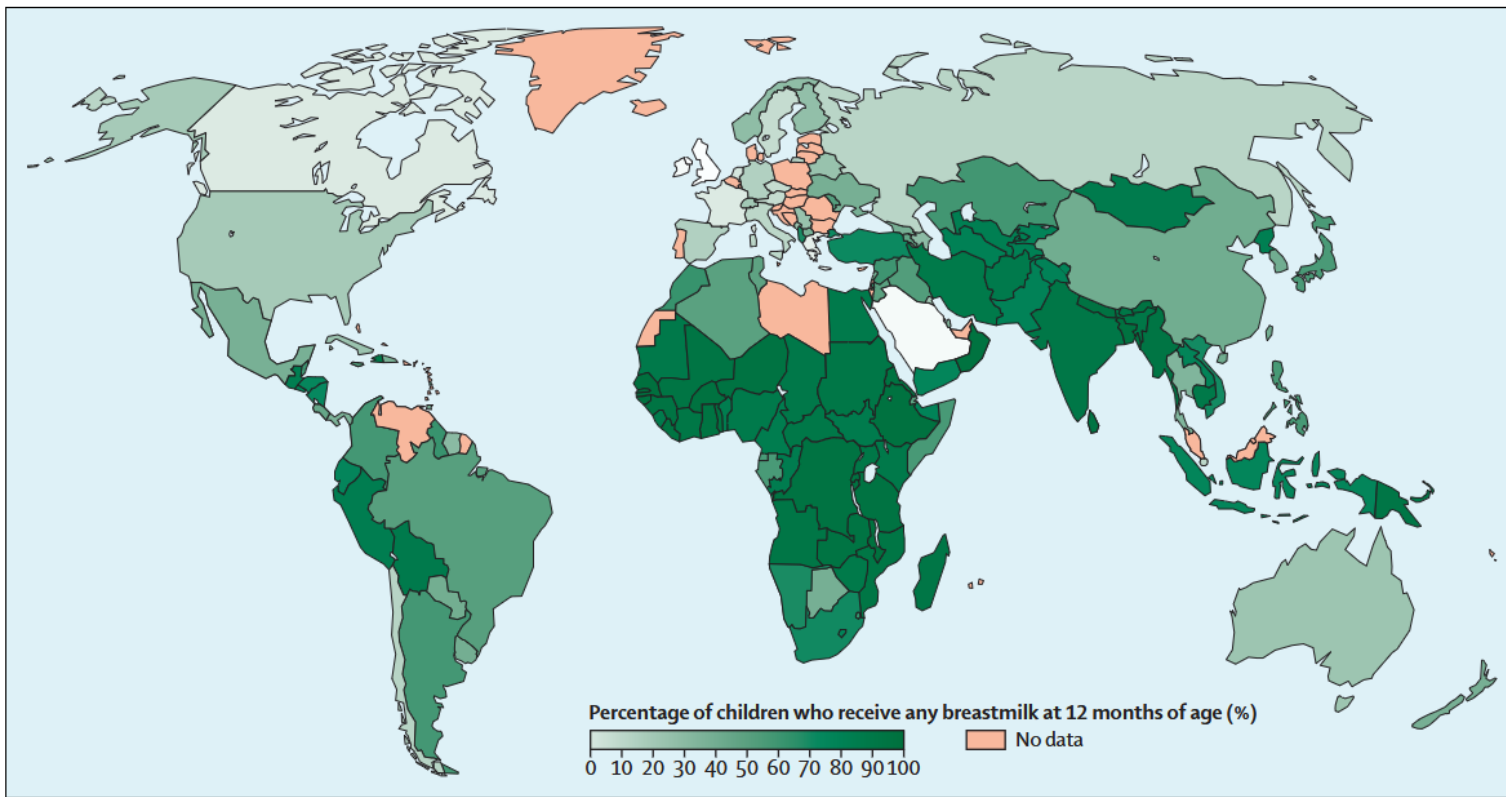 Percentage of children who receive any breastmilk at 12 months of age (%)
No data
0 10 20 30 40 50 60 70 80 90 100